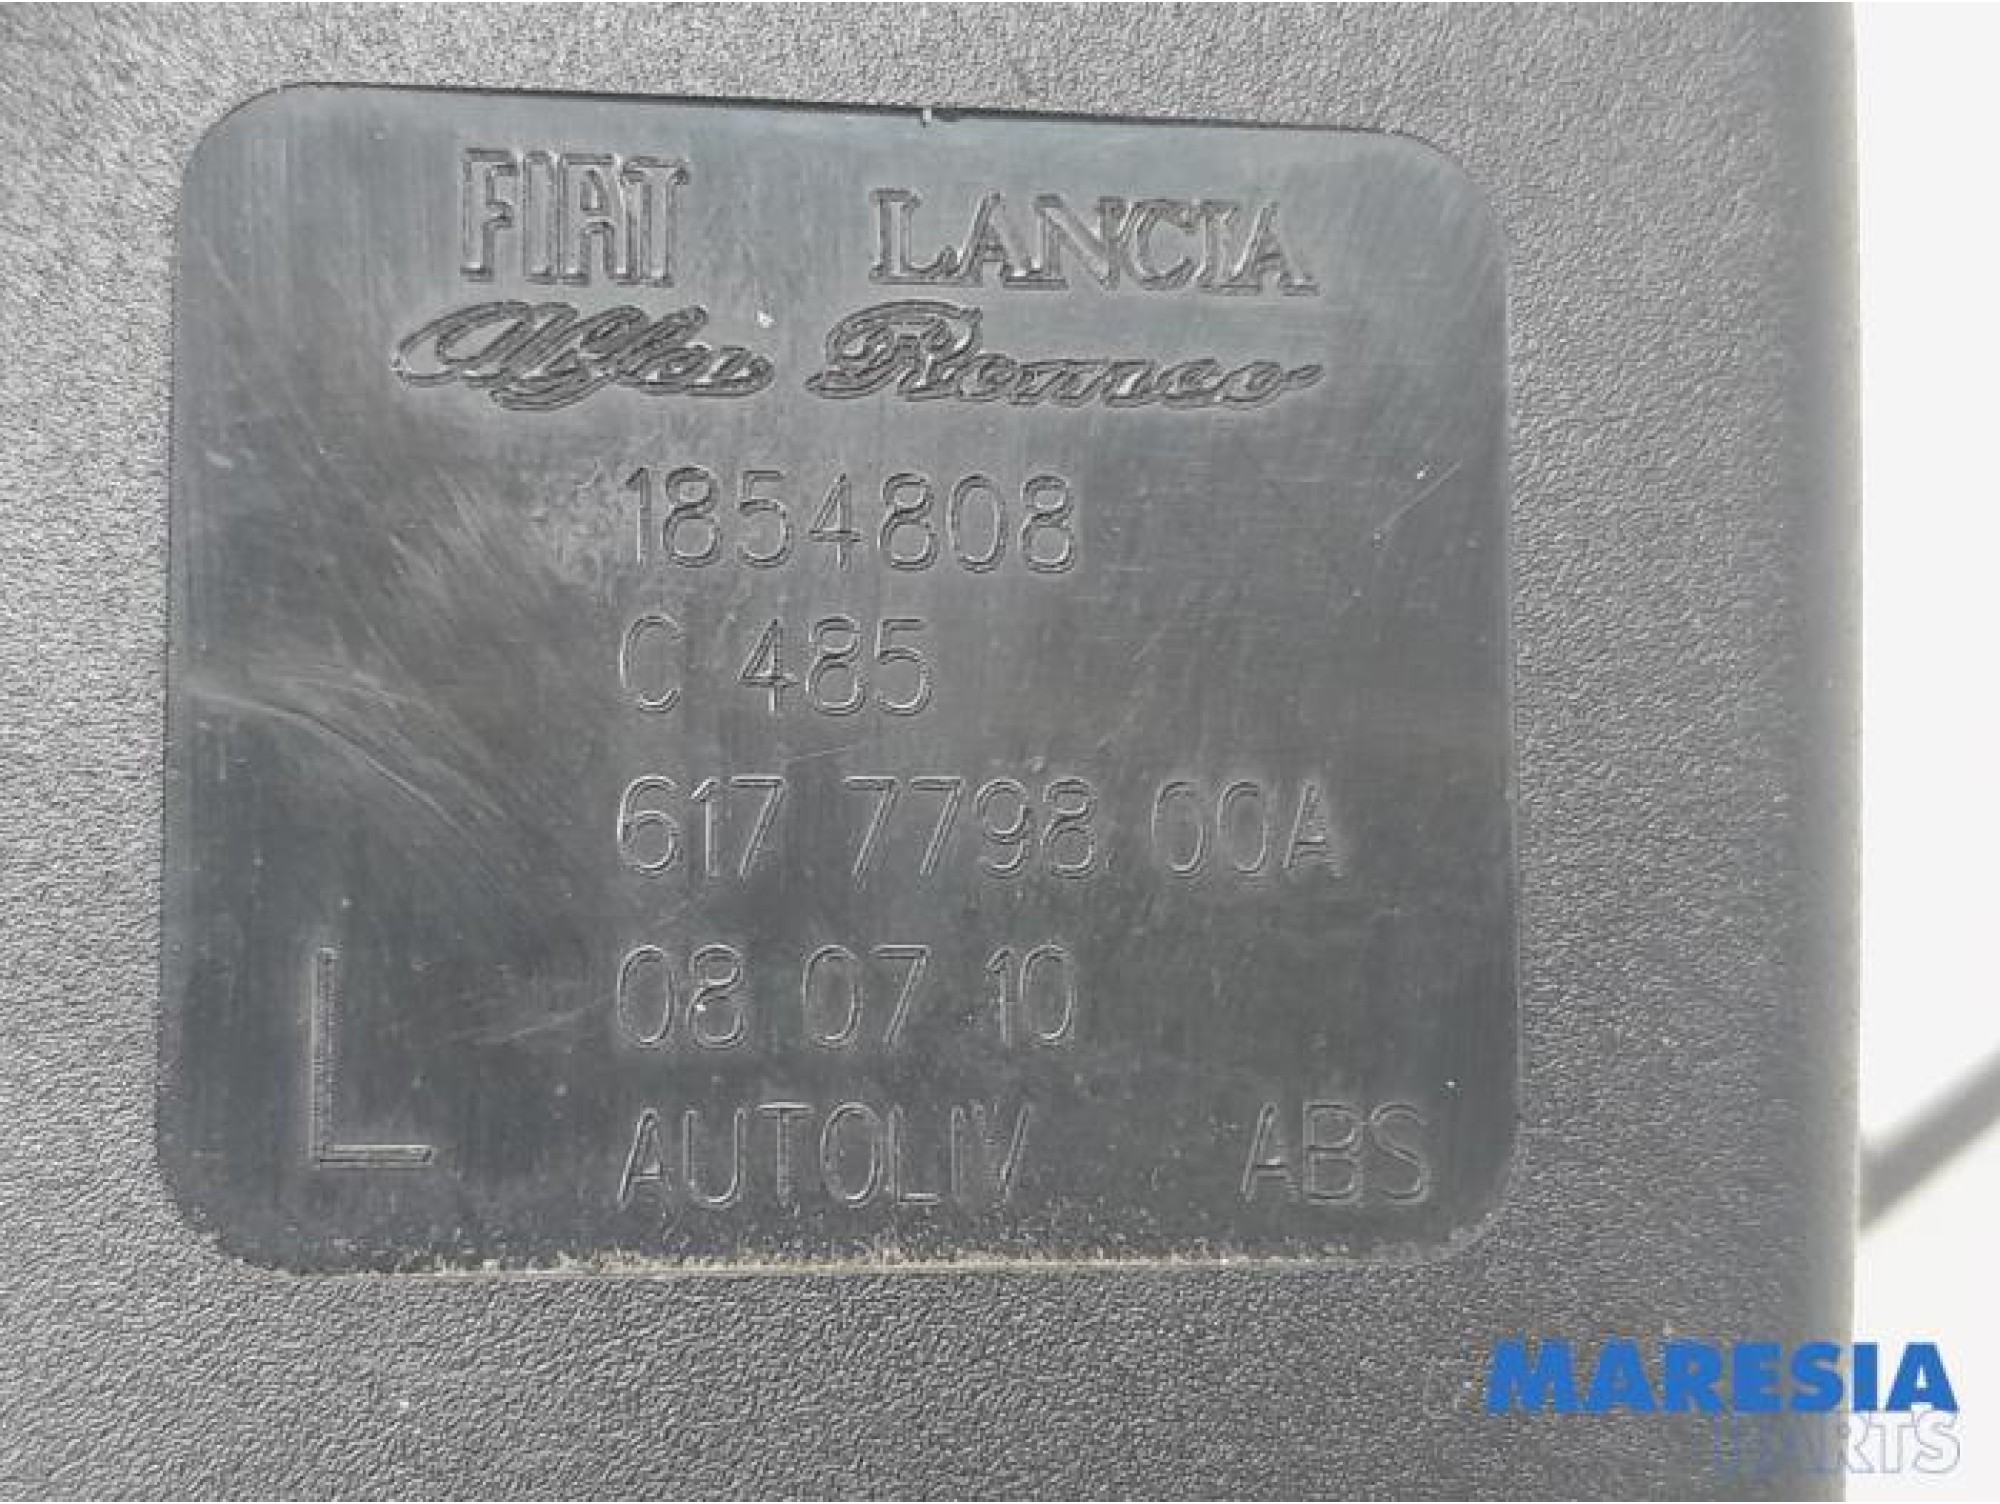 FIAT LANCIA
Alfa Romeo
1854808
C 485
617 7798 00A
08 07 10
L AUTOLIV ABS
MARESIA
PARTS